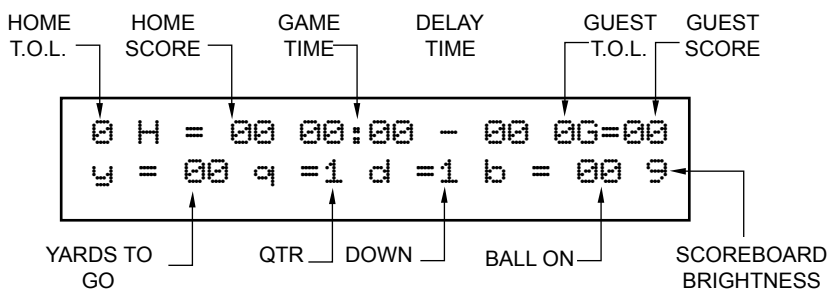 HOME HOME GAME DELAY GUEST GUEST
T.O.L. SCORE TIME TIME T.O.L. SCORE
0 H = 00 00:00 - 00 0G=00
y = 00 q =1 d =1 b = 00 9
YARDS TO QTR DOWN BALL ON SCOREBOARD
GO BRIGHTNESS